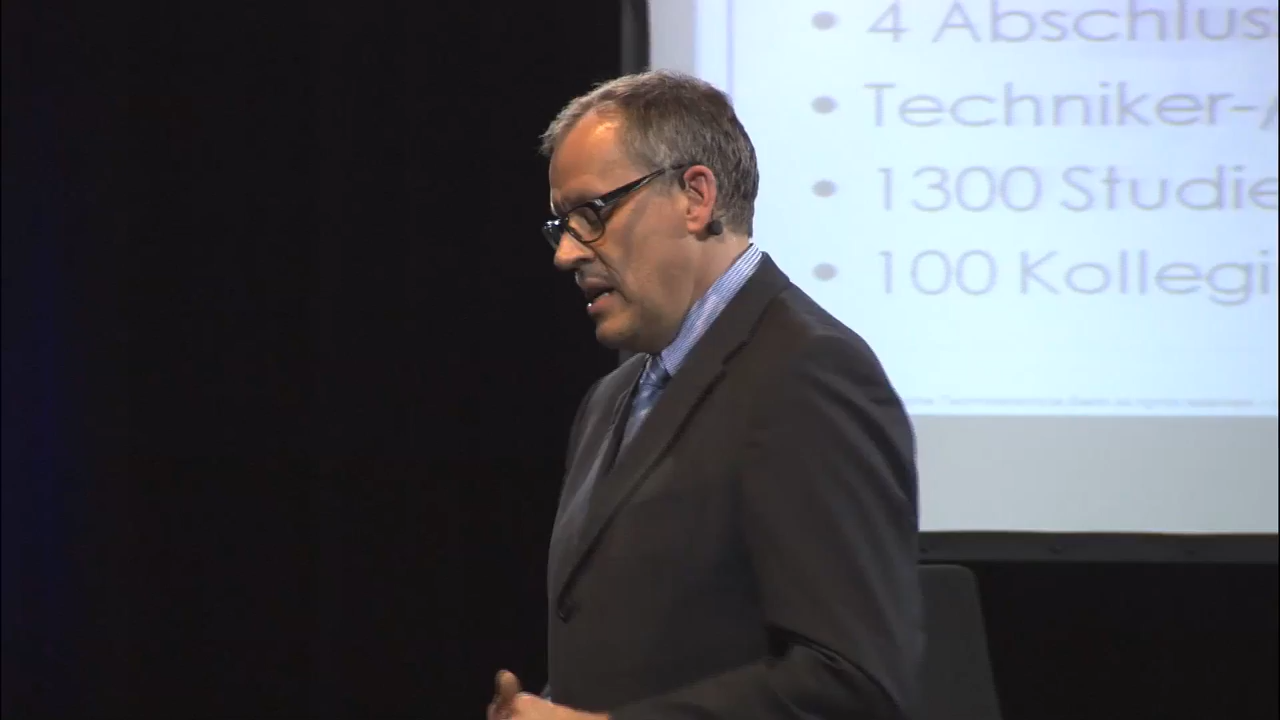 • 4 Abschlus
• Techniker-
• 1300 Studie
• 100 Kollegi